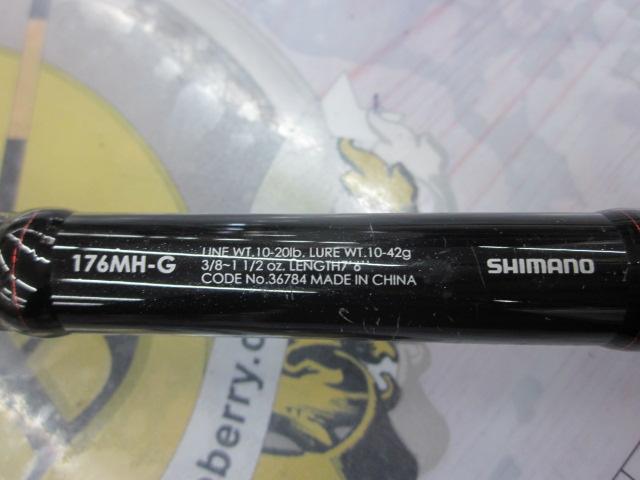 176MH-G
LINE WT.10-20lb. LURE WT.10-42g
3/8~1 1/2 oz. LENGTH7'6"
CODE No.36784 MADE IN CHINA
SHIMANO
berry.c